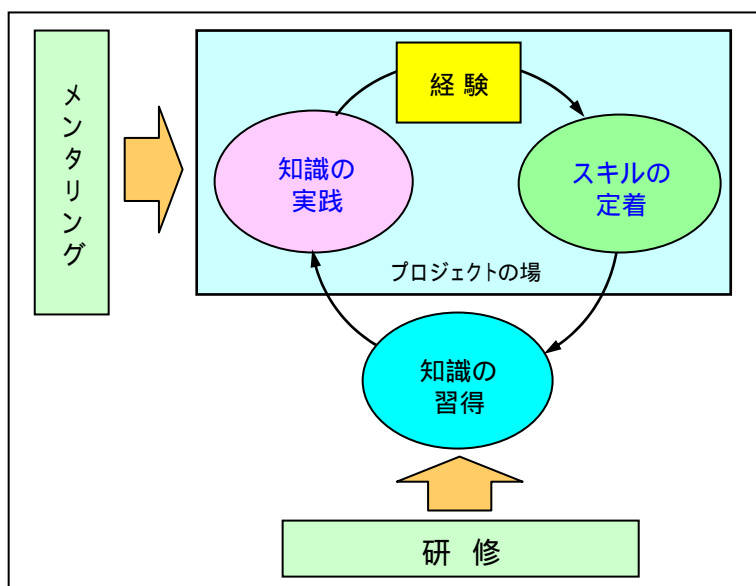 メンタリング
経 験
知識の
実践
スキルの
定着
プロジェクトの場
知識の
習得
研 修